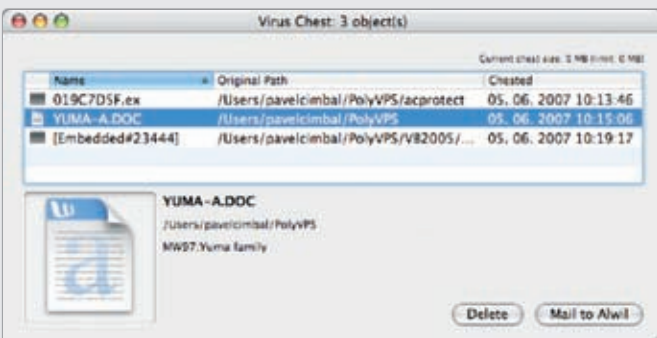 Virus Chest: 3 object(s)
Current chest size: 1 MB (limit: 0 MB)
Name Original Path Chested
019C7D5F.ex /Users/pavelcimbal/PolyVPS/acprotect 05. 06. 2007 10:13:46
YUMA-A.DOC /Users/pavelcimbal/PolyVPS 05. 06. 2007 10:15:06
[Embedded#23444] /Users/pavelcimbal/PolyVPS/VB2005/... 05. 06. 2007 10:19:17
YUMA-A.DOC
/Users/pavelcimbal/PolyVPS
MW97:Yuma family
Delete Mail to Alwil